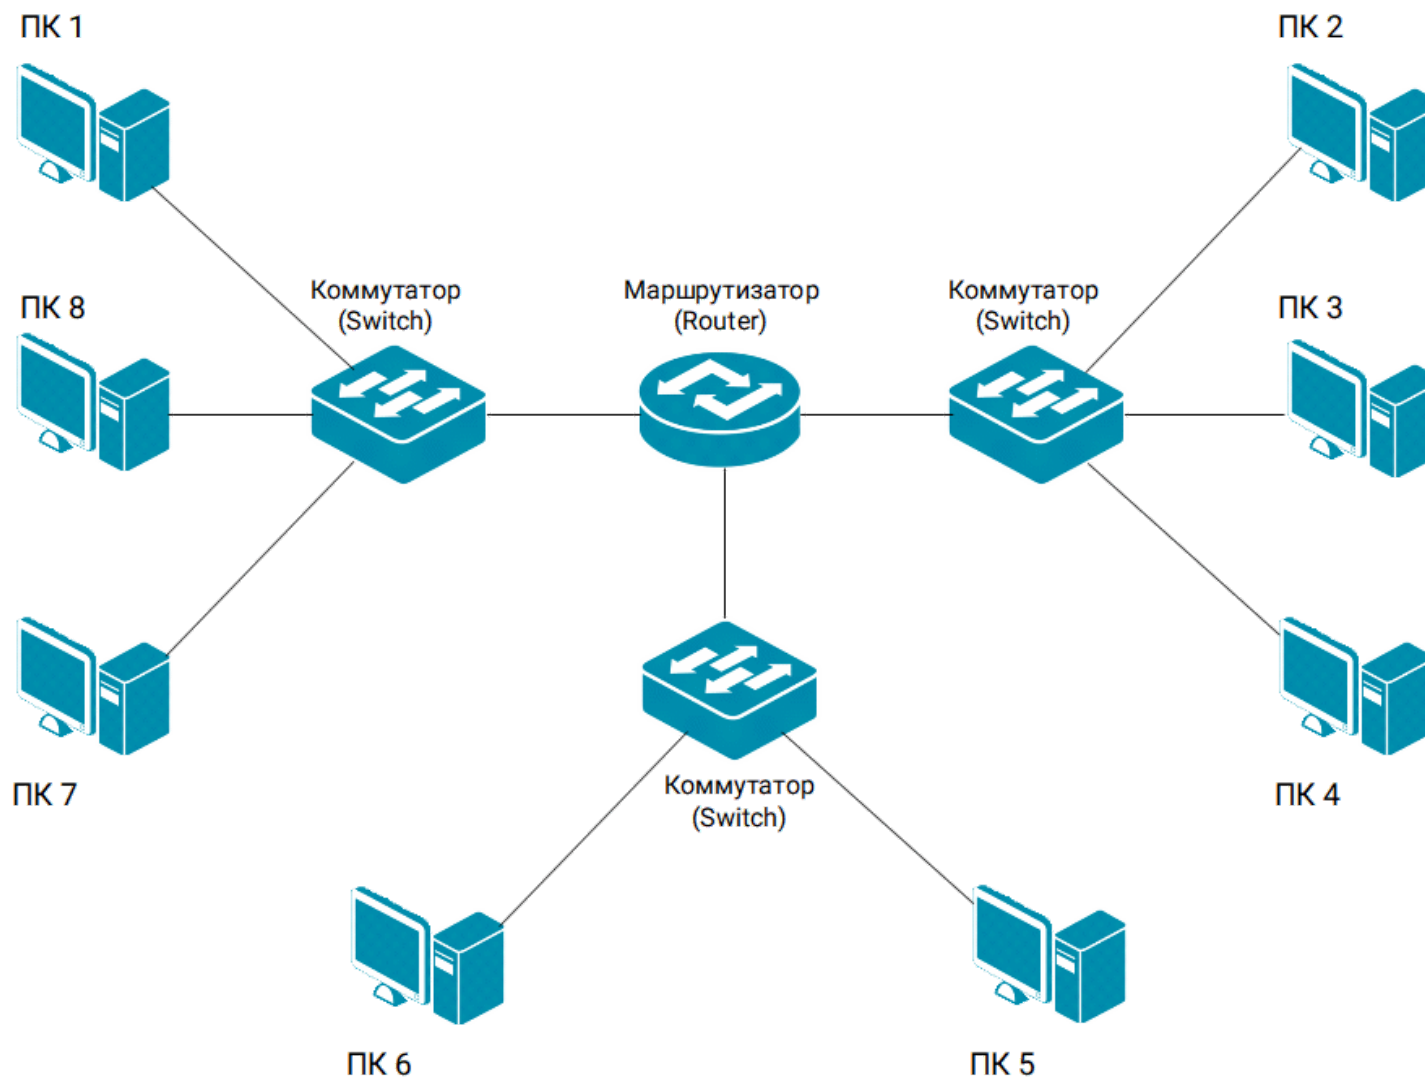 ПК 1
ПК 2
Коммутатор
(Switch)
Маршрутизатор
(Router)
Коммутатор
(Switch)
ПК 8
ПК 3
ПК 7
Коммутатор
(Switch)
ПК 4
ПК 6
ПК 5